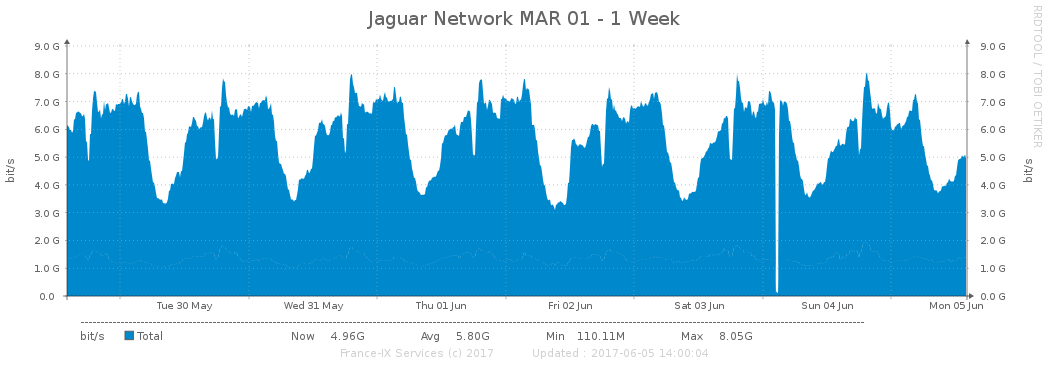 Jaguar Network MAR 01 - 1 Week
RRDTOOL / TOBI OETIKER
bit/s
9.0 G 9.0 G
8.0 G 8.0 G
7.0 G 7.0 G
6.0 G 6.0 G
5.0 G 5.0 G
4.0 G 4.0 G
3.0 G 3.0 G
2.0 G 2.0 G
1.0 G 1.0 G
0.0 0.0 G
bit/s
Tue 30 May Wed 31 May Thu 01 Jun Fri 02 Jun Sat 03 Jun Sun 04 Jun Mon 05 Jun
bit/s Total Now 4.96G Avg 5.80G Min 110.11M Max 8.05G
France-IX Services (c) 2017 Updated : 2017-06-05 14:00:04